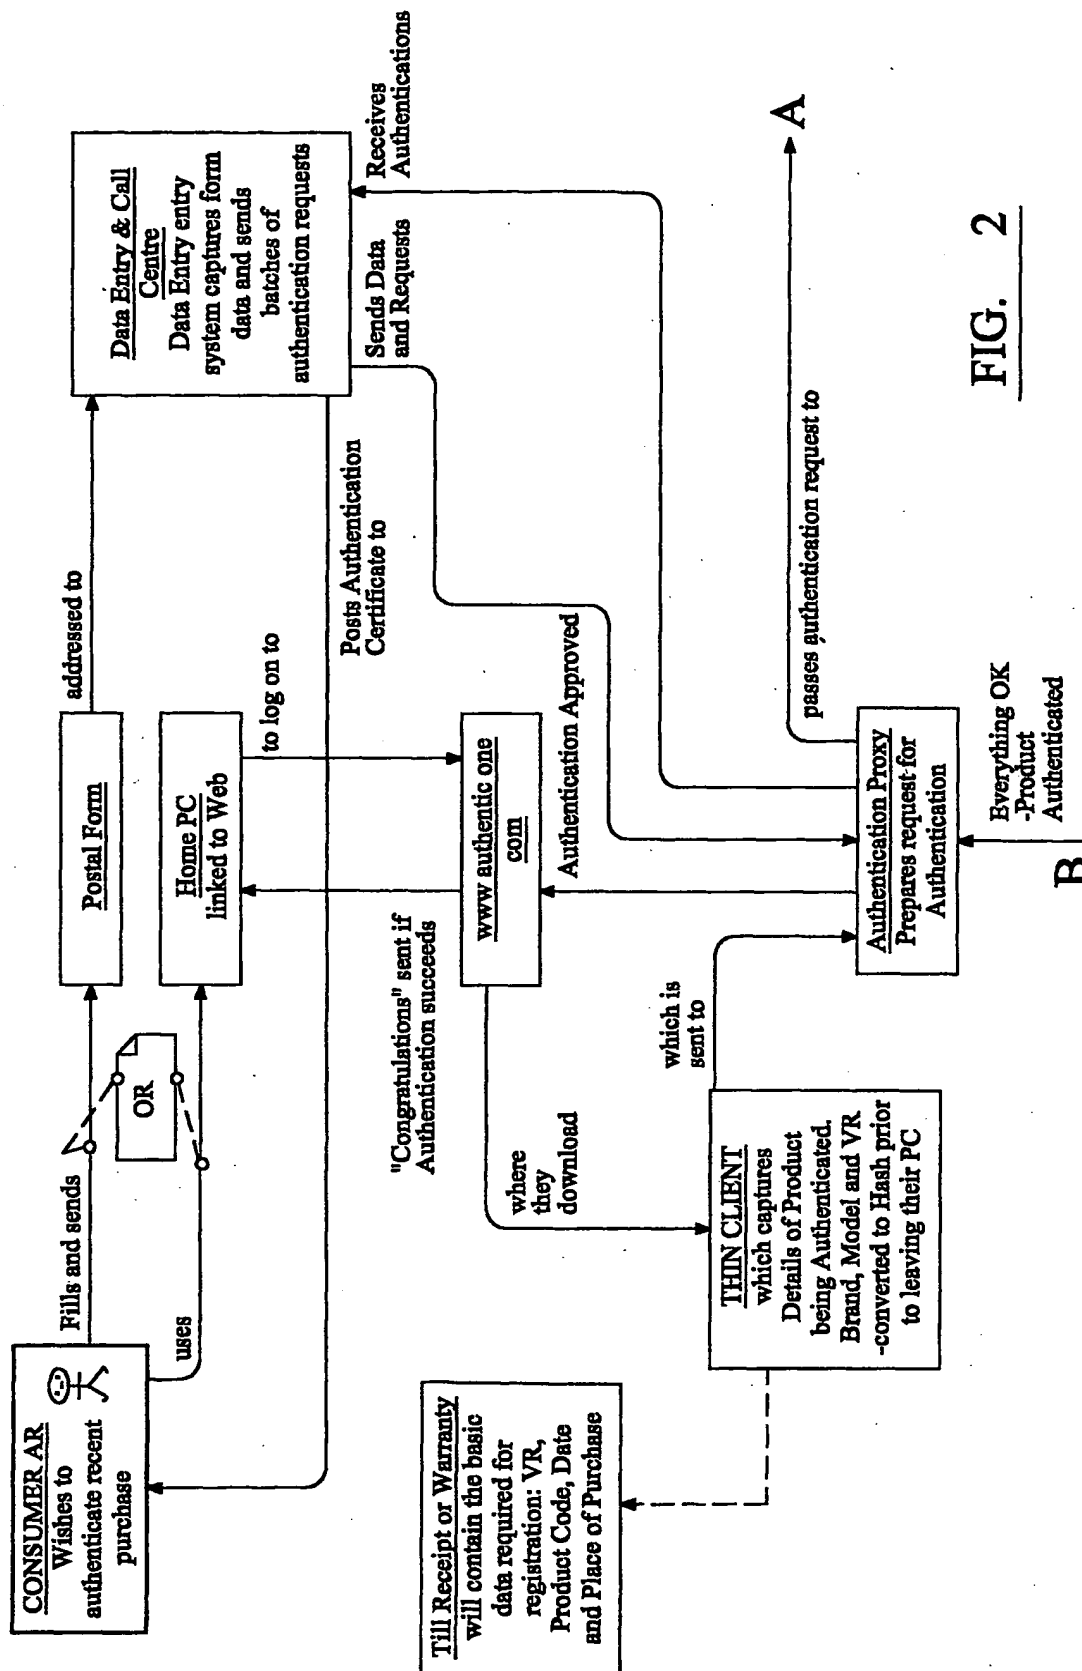 CONSUMER AR
Wishes to
authenticate recent
purchase
Fills and sends
uses
OR
Postal Form
addressed to
Home PC
linked to Web
to log on to
Data Entry & Call
Centre
Data Entry entry
system captures form
data and sends
batches of
authentication requests
Posts Authentication
Certificate to
Sends Data
and Requests
Receives
Authentications
"Congratulations" sent if
Authentication succeeds
www authentic one
com
Authentication Approved
where
they
download
Till Receipt or Warranty
will contain the basic
data required for
registration: VR,
Product Code, Date
and Place of Purchase
THIN CLIENT
which captures
Details of Product
being Authenticated.
Brand, Model and VR
-converted to Hash prior
to leaving their PC
which is
sent to
Authentication Proxy
Prepares request for
Authentication
passes authentication request to
A
Everything OK
-Product
Authenticated
B
FIG. 2